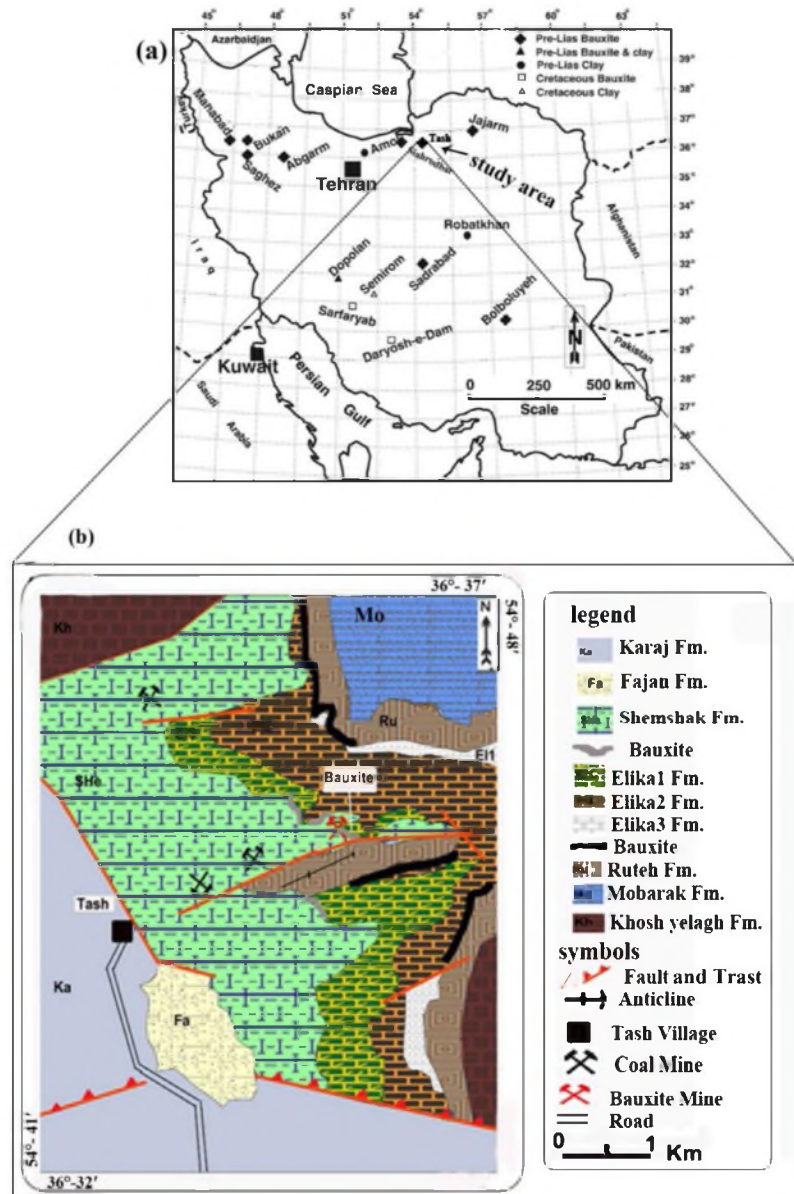 (a)
45° 48° 51° 54° 57° 60° 63°
Azarbaidjan
Caspian Sea
◆ Pre-Lias Bauxite
▲ Pre-Lias Bauxite & clay
● Pre-Lias Clay
□ Cretaceous Bauxite
△ Cretaceous Clay
39°
38°
37°
36°
35°
34°
33°
32°
31°
30°
29°
28°
27°
26°
25°
Turkey
Mahabad
Bukan
Saghez
Abgarm
Tehran
Amol
Tash
Jajarm
study area
Afghanistan
Iraq
Robatkhan
Dopolan
Semirom
Sadrabad
Sarfaryab
Bolboluyeh
Daryosh-e-Dam
Kuwait
Persian
Gulf
Saudi
Arabia
N
Pakistan
0 250 500 km
Scale
(b)
36°- 37′
54°- 48′
N
Kh
Mo
Ru
El1
SHe
Bauxite
Tash
Ka
Fa
54°- 41′
36°-32′
legend
Ka Karaj Fm.
Fa Fajan Fm.
Shemshak Fm.
Bauxite
Elika1 Fm.
Elika2 Fm.
Elika3 Fm.
Bauxite
Ruteh Fm.
Mobarak Fm.
Kh Khosh yelagh Fm.
symbols
Fault and Trast
Anticline
Tash Village
Coal Mine
Bauxite Mine
Road
0 1
Km